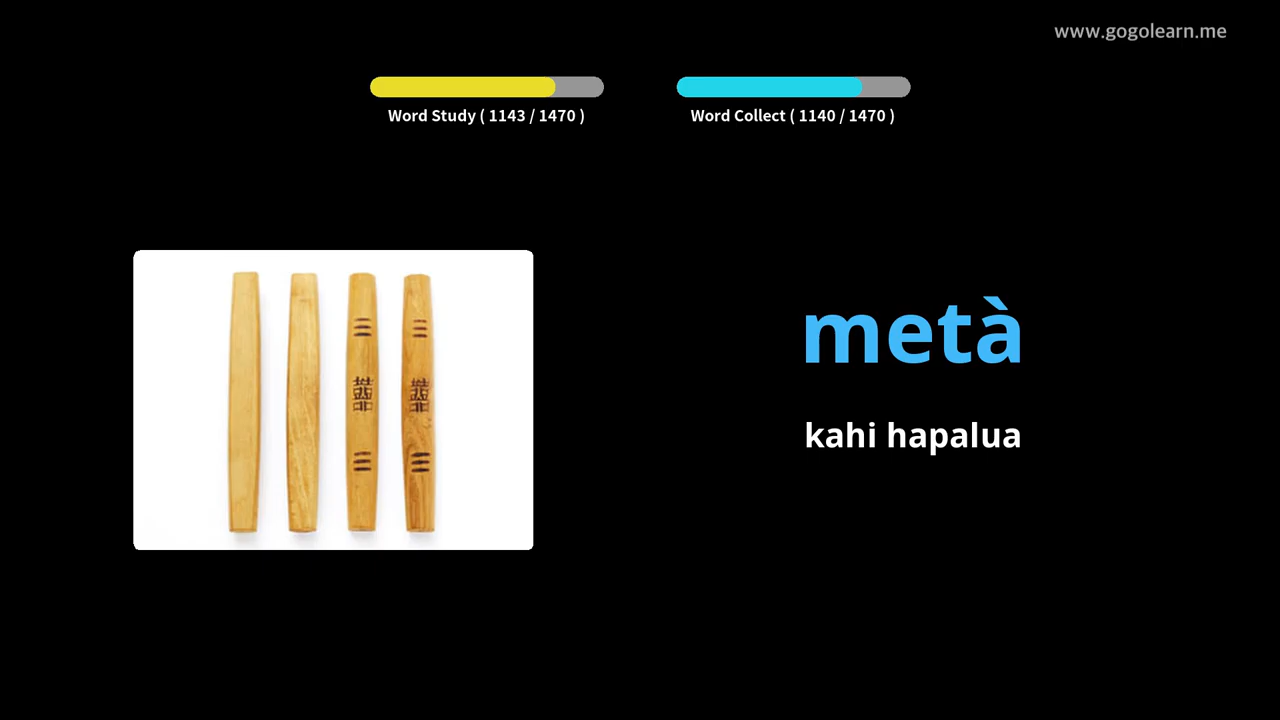 www.gogolearn.me
Word Study ( 1143 / 1470 )
Word Collect ( 1140 / 1470 )
metà
kahi hapalua